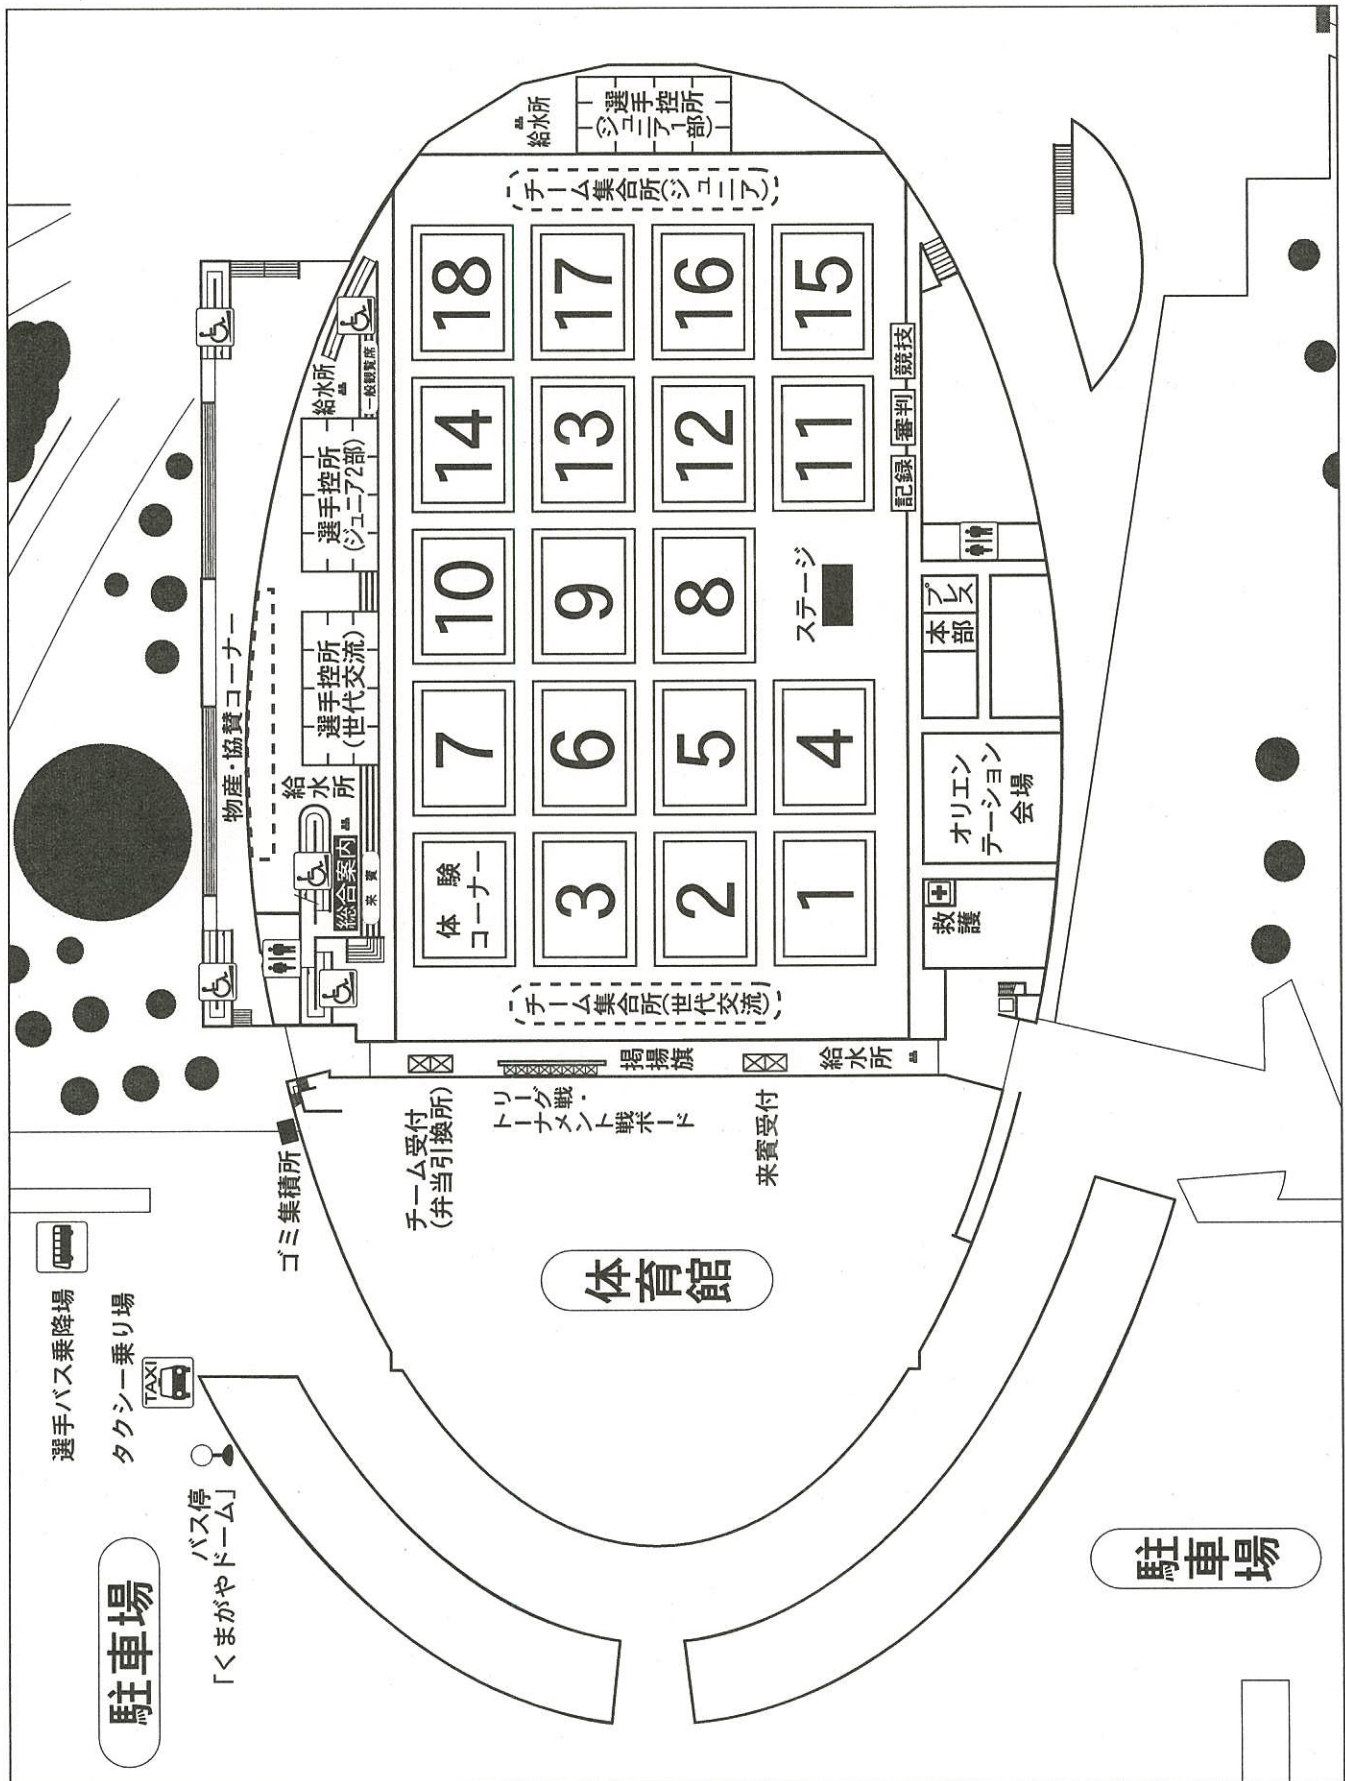 給水所
選手控所
(ジュニア1部)
チーム集合所(ジュニア)
18
17
16
15
給水所
一般観覧席
競技
審判
記録
選手控所
(ジュニア2部)
14
13
12
11
10
9
8
ステージ
プレス
本部
物産・協賛コーナー
選手控所
(世代交流)
給水所
7
6
5
4
オリエン
テーション
会場
総合案内
来賓
体験
コーナー
3
2
1
救護
チーム集合所(世代交流)
掲揚旗
給水所
チーム受付
(弁当引換所)
リーグ戦・
トーナメント戦ボード
来賓受付
ゴミ集積所
体育館
選手バス乗降場
タクシー乗り場
TAXI
バス停
「くまがやドーム」
駐車場
駐車場